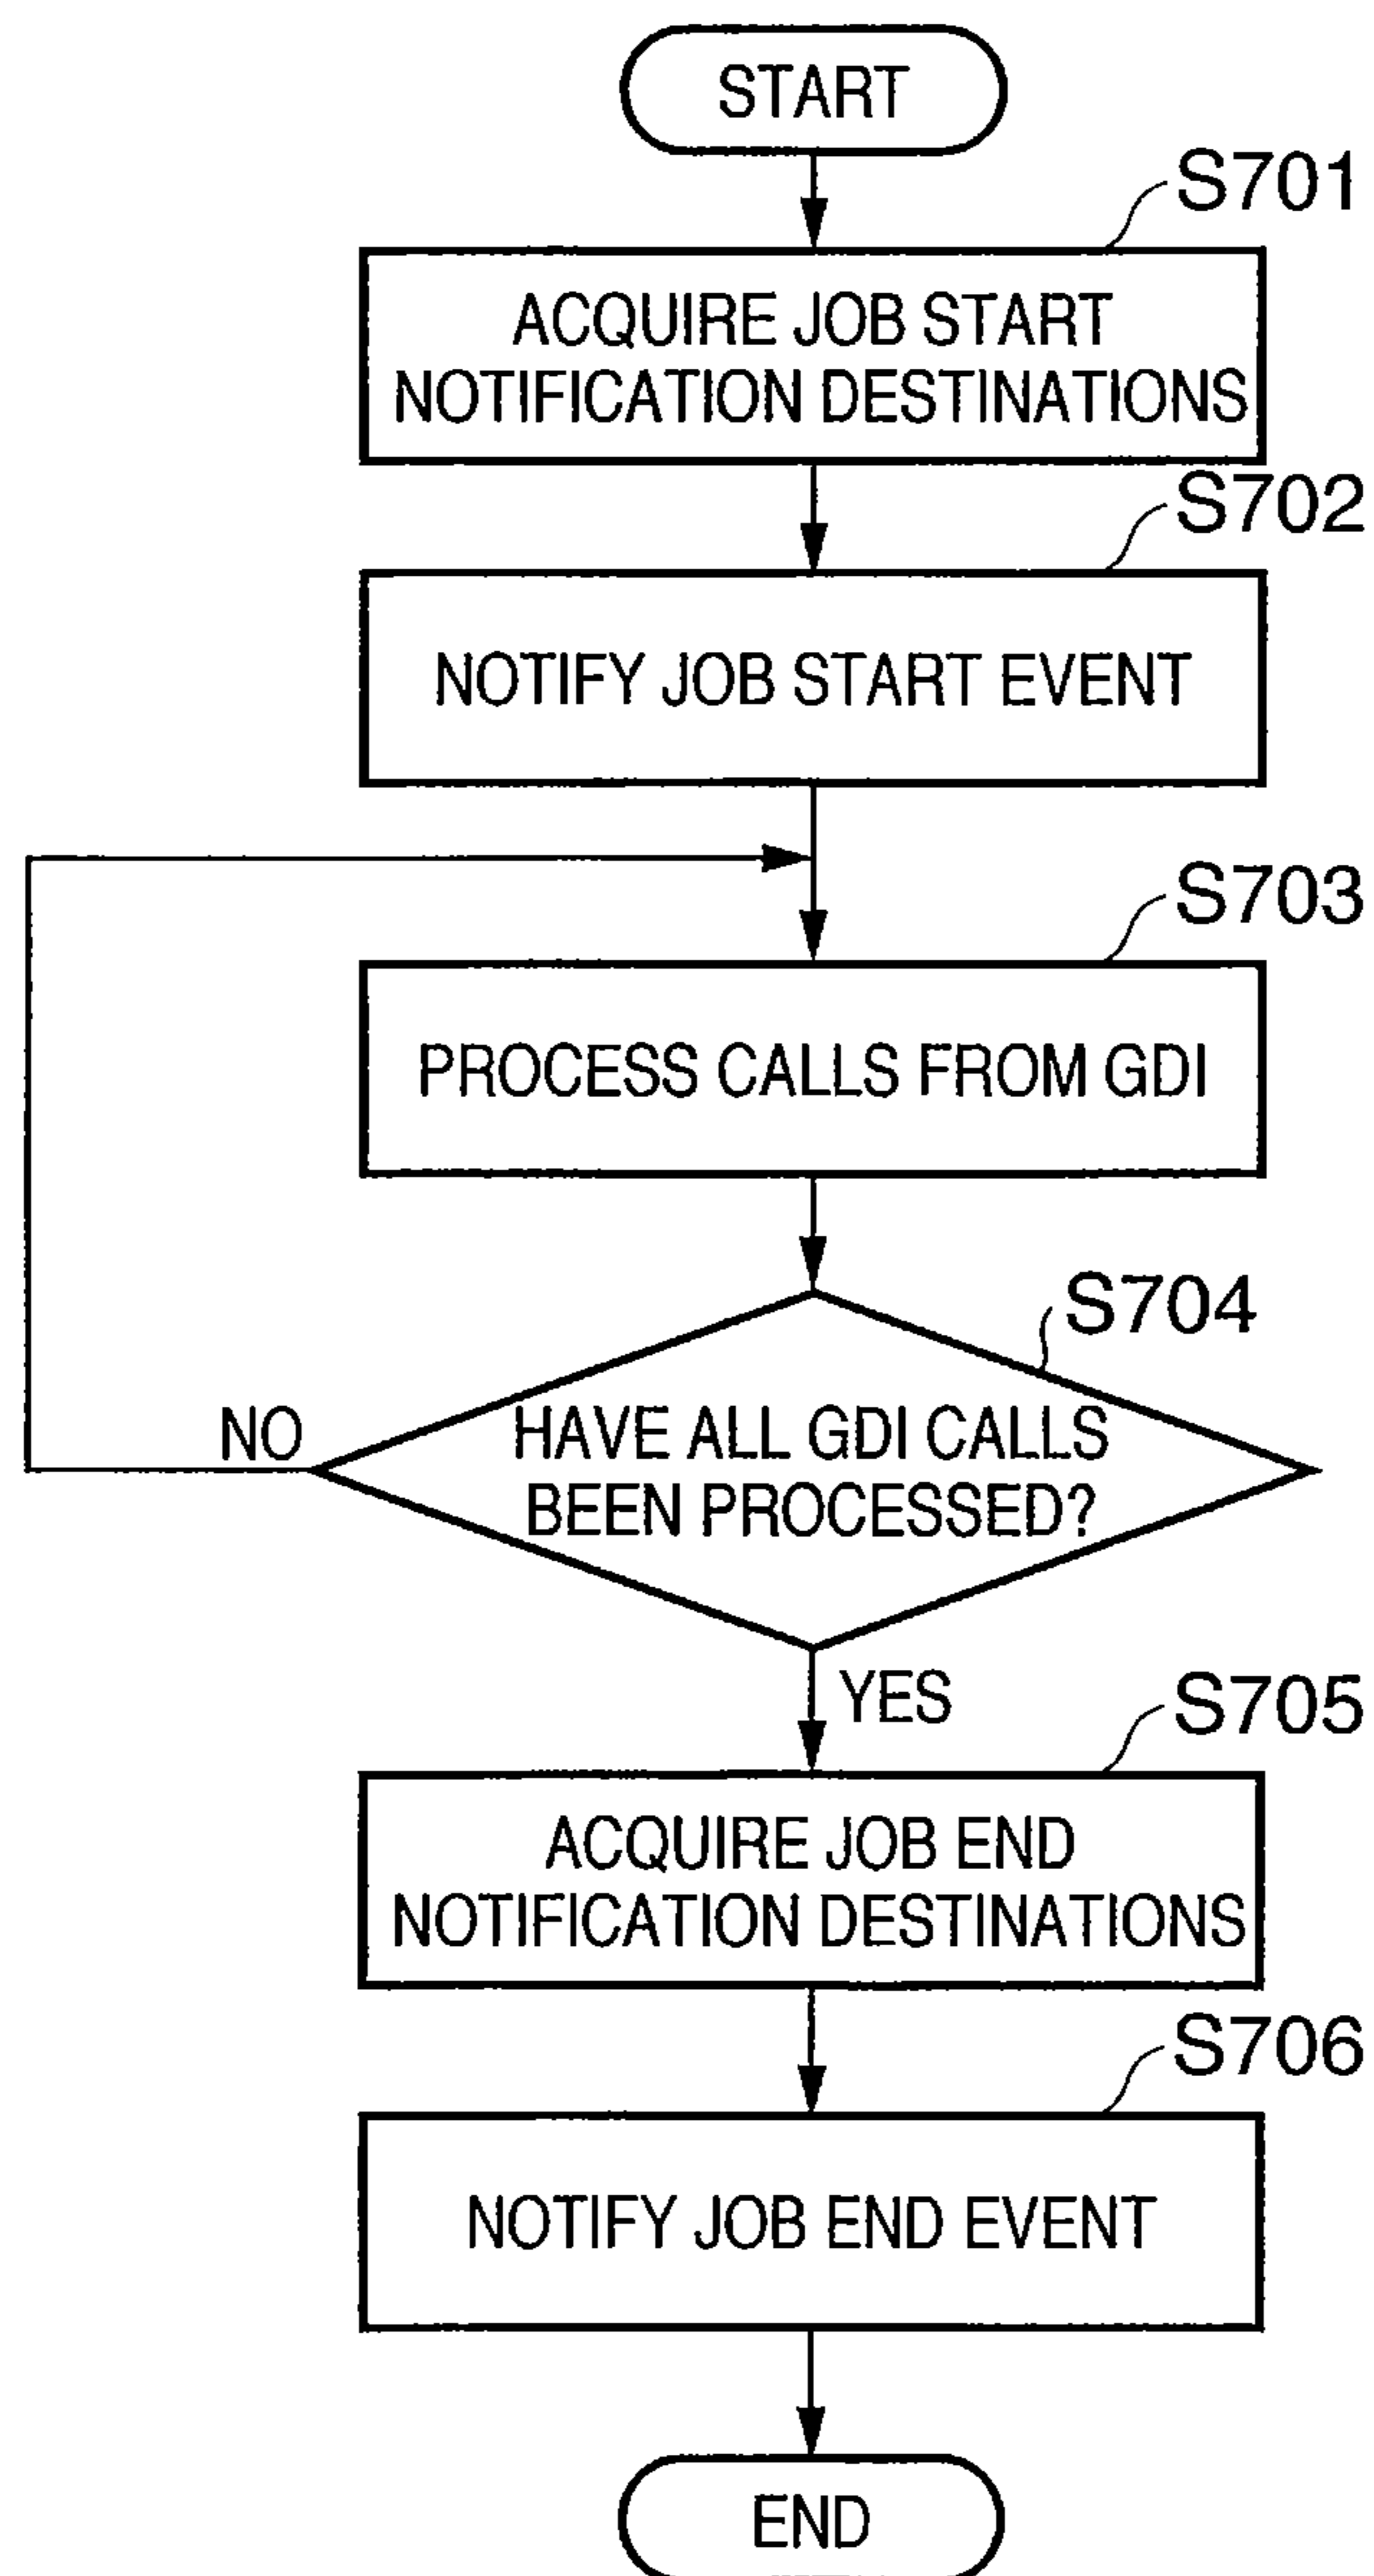 START
S701
ACQUIRE JOB START
NOTIFICATION DESTINATIONS
S702
NOTIFY JOB START EVENT
S703
PROCESS CALLS FROM GDI
S704
HAVE ALL GDI CALLS
BEEN PROCESSED?
NO
YES
S705
ACQUIRE JOB END
NOTIFICATION DESTINATIONS
S706
NOTIFY JOB END EVENT
END